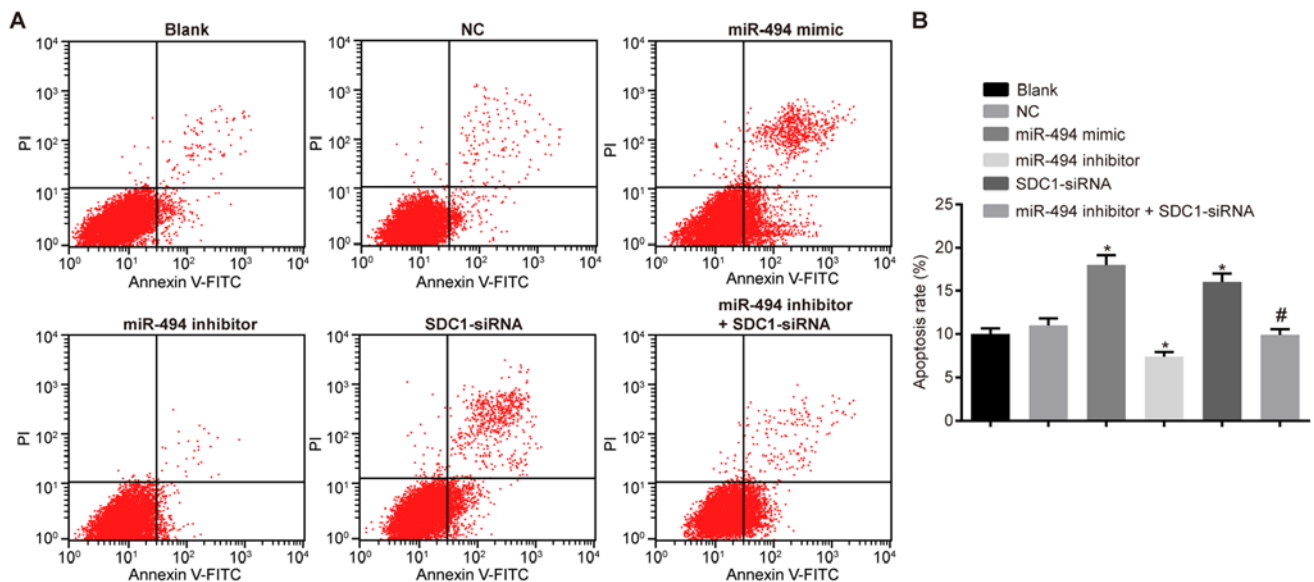 A
Blank
10⁴
10³
10²
10¹
10⁰
PI
10⁰ 10¹ 10² 10³ 10⁴
Annexin V-FITC
NC
10⁴
10³
10²
10¹
10⁰
PI
10⁰ 10¹ 10² 10³ 10⁴
Annexin V-FITC
miR-494 mimic
10⁴
10³
10²
10¹
10⁰
PI
10⁰ 10¹ 10² 10³ 10⁴
Annexin V-FITC
miR-494 inhibitor
10⁴
10³
10²
10¹
10⁰
PI
10⁰ 10¹ 10² 10³ 10⁴
Annexin V-FITC
SDC1-siRNA
10⁴
10³
10²
10¹
10⁰
PI
10⁰ 10¹ 10² 10³ 10⁴
Annexin V-FITC
miR-494 inhibitor
+ SDC1-siRNA
10⁴
10³
10²
10¹
10⁰
PI
10⁰ 10¹ 10² 10³ 10⁴
Annexin V-FITC
B
Blank
NC
miR-494 mimic
miR-494 inhibitor
SDC1-siRNA
miR-494 inhibitor + SDC1-siRNA
Apoptosis rate (%)
25
20
15
10
5
0
*
*
*
#